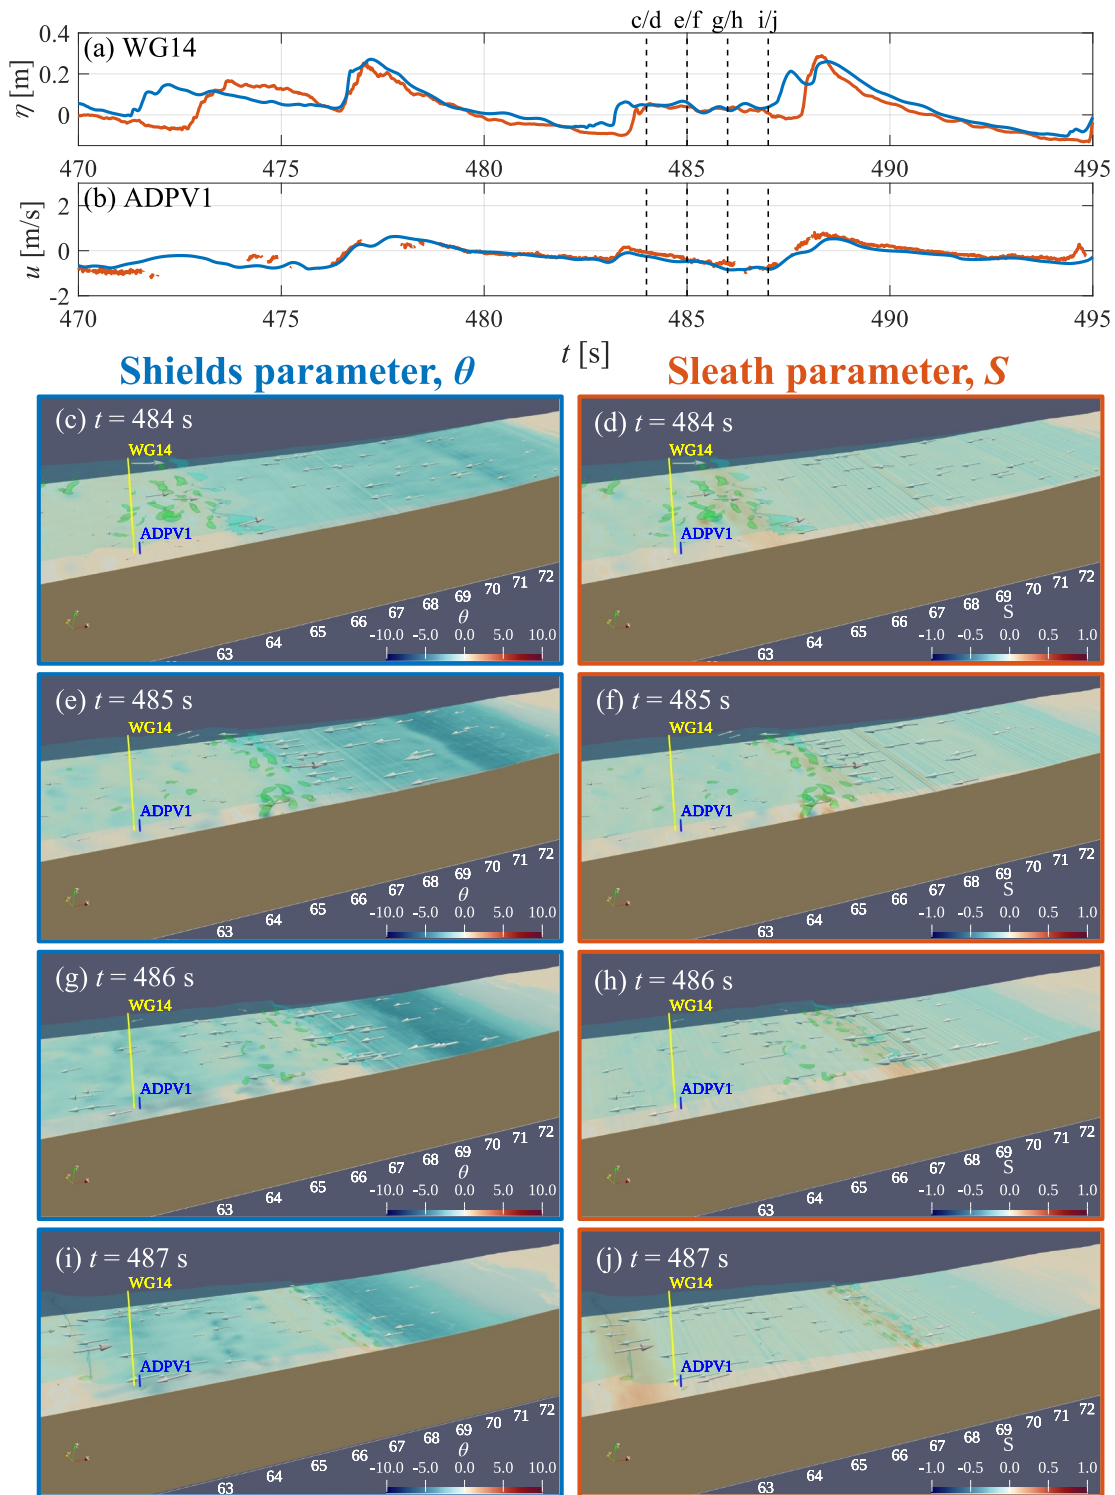 c/d e/f g/h i/j
(a) WG14
η [m]
0.4
0.2
0
470 475 480 485 490 495
(b) ADPV1
u [m/s]
2
0
-2
470 475 480 485 490 495
t [s]
Shields parameter, θ
Sleath parameter, S
(c) t = 484 s
WG14
ADPV1
63 64 65 66 67 68 69 70 71 72
θ
-10.0 -5.0 0.0 5.0 10.0
(d) t = 484 s
WG14
ADPV1
63 64 65 66 67 68 69 70 71 72
S
-1.0 -0.5 0.0 0.5 1.0
(e) t = 485 s
WG14
ADPV1
63 64 65 66 67 68 69 70 71 72
θ
-10.0 -5.0 0.0 5.0 10.0
(f) t = 485 s
WG14
ADPV1
63 64 65 66 67 68 69 70 71 72
S
-1.0 -0.5 0.0 0.5 1.0
(g) t = 486 s
WG14
ADPV1
63 64 65 66 67 68 69 70 71 72
θ
-10.0 -5.0 0.0 5.0 10.0
(h) t = 486 s
WG14
ADPV1
63 64 65 66 67 68 69 70 71 72
S
-1.0 -0.5 0.0 0.5 1.0
(i) t = 487 s
WG14
ADPV1
63 64 65 66 67 68 69 70 71 72
θ
-10.0 -5.0 0.0 5.0 10.0
(j) t = 487 s
WG14
ADPV1
63 64 65 66 67 68 69 70 71 72
S
-1.0 -0.5 0.0 0.5 1.0